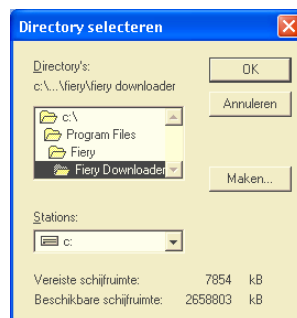 Directory selecteren
Directory's:
c:\...\fiery\fiery downloader
OK
Annuleren
c:\
Program Files
Fiery
Fiery Downloader
Maken...
Stations:
c:
Vereiste schijfruimte: 7854 kB
Beschikbare schijfruimte: 2658803 kB